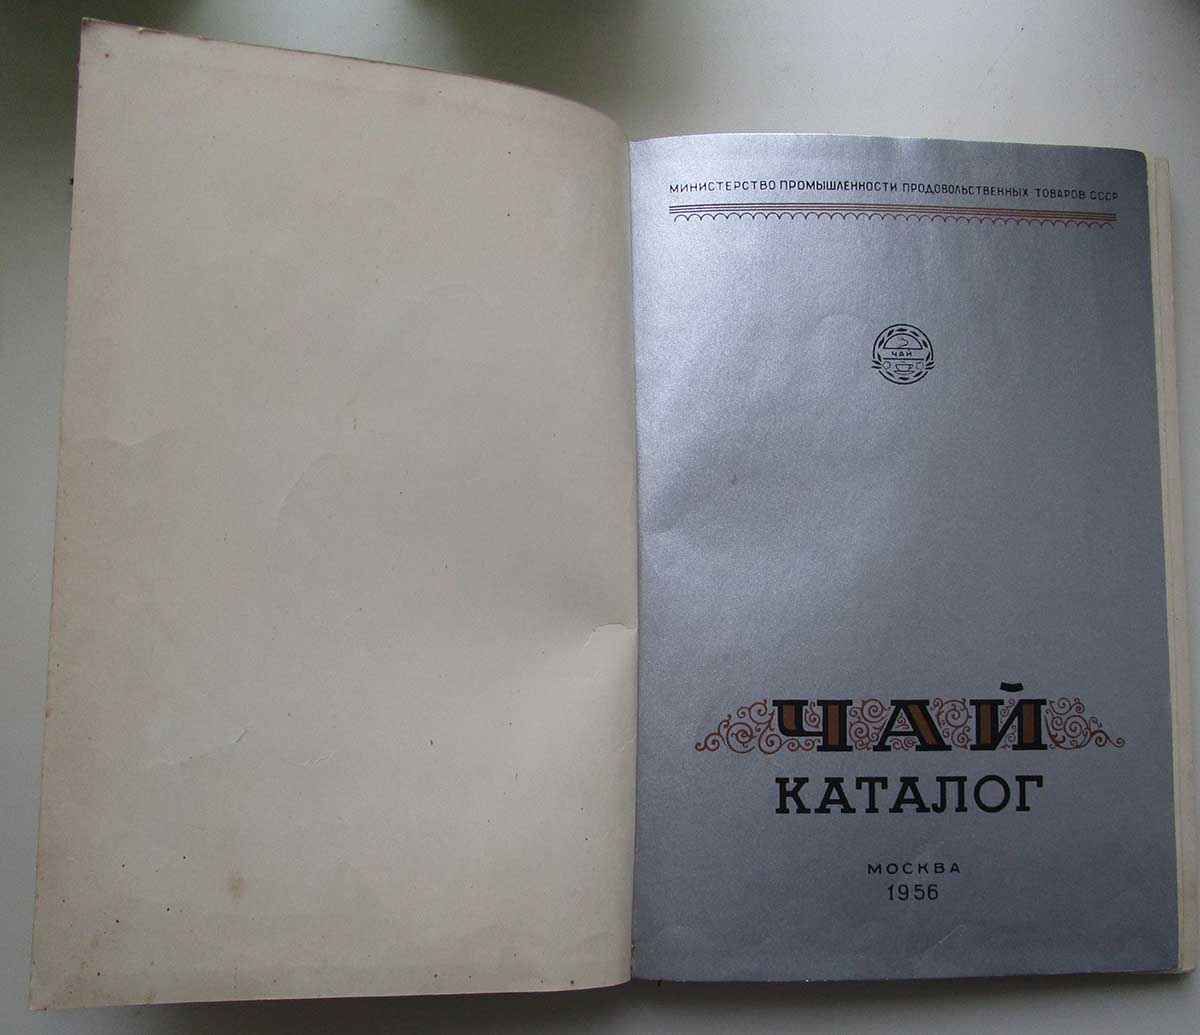 МИНИСТЕРСТВО ПРОМЫШЛЕННОСТИ ПРОДОВОЛЬСТВЕННЫХ ТОВАРОВ СССР
ЧАЙ
ЧАЙ
КАТАЛОГ
МОСКВА
1956